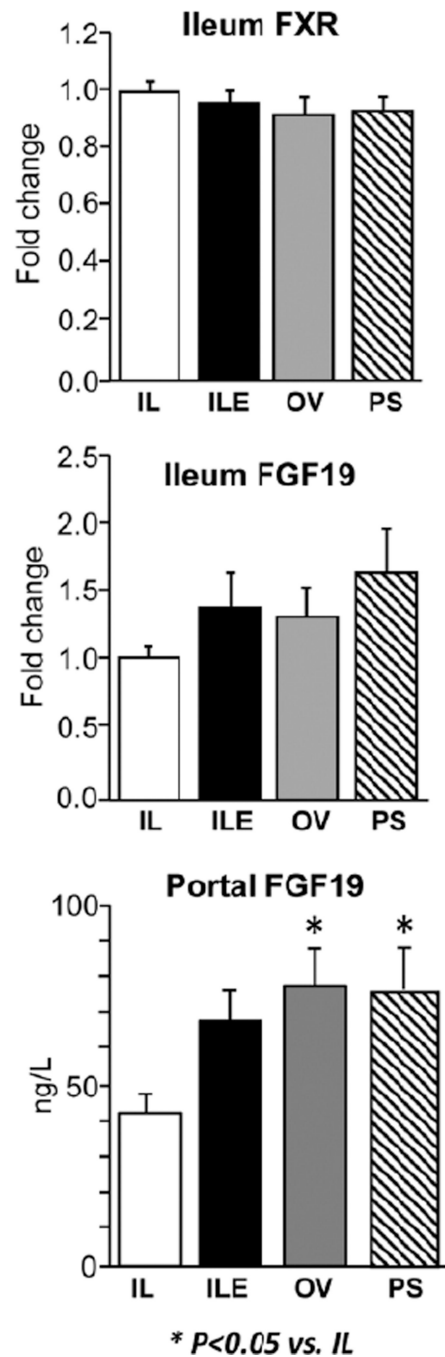 Ileum FXR
Fold change
1.2
1.0
0.8
0.6
0.4
0.2
0.0
IL ILE OV PS
Ileum FGF19
Fold change
2.5
2.0
1.5
1.0
0.5
0.0
IL ILE OV PS
Portal FGF19
ng/L
100
50
0
* *
IL ILE OV PS
* P<0.05 vs. IL